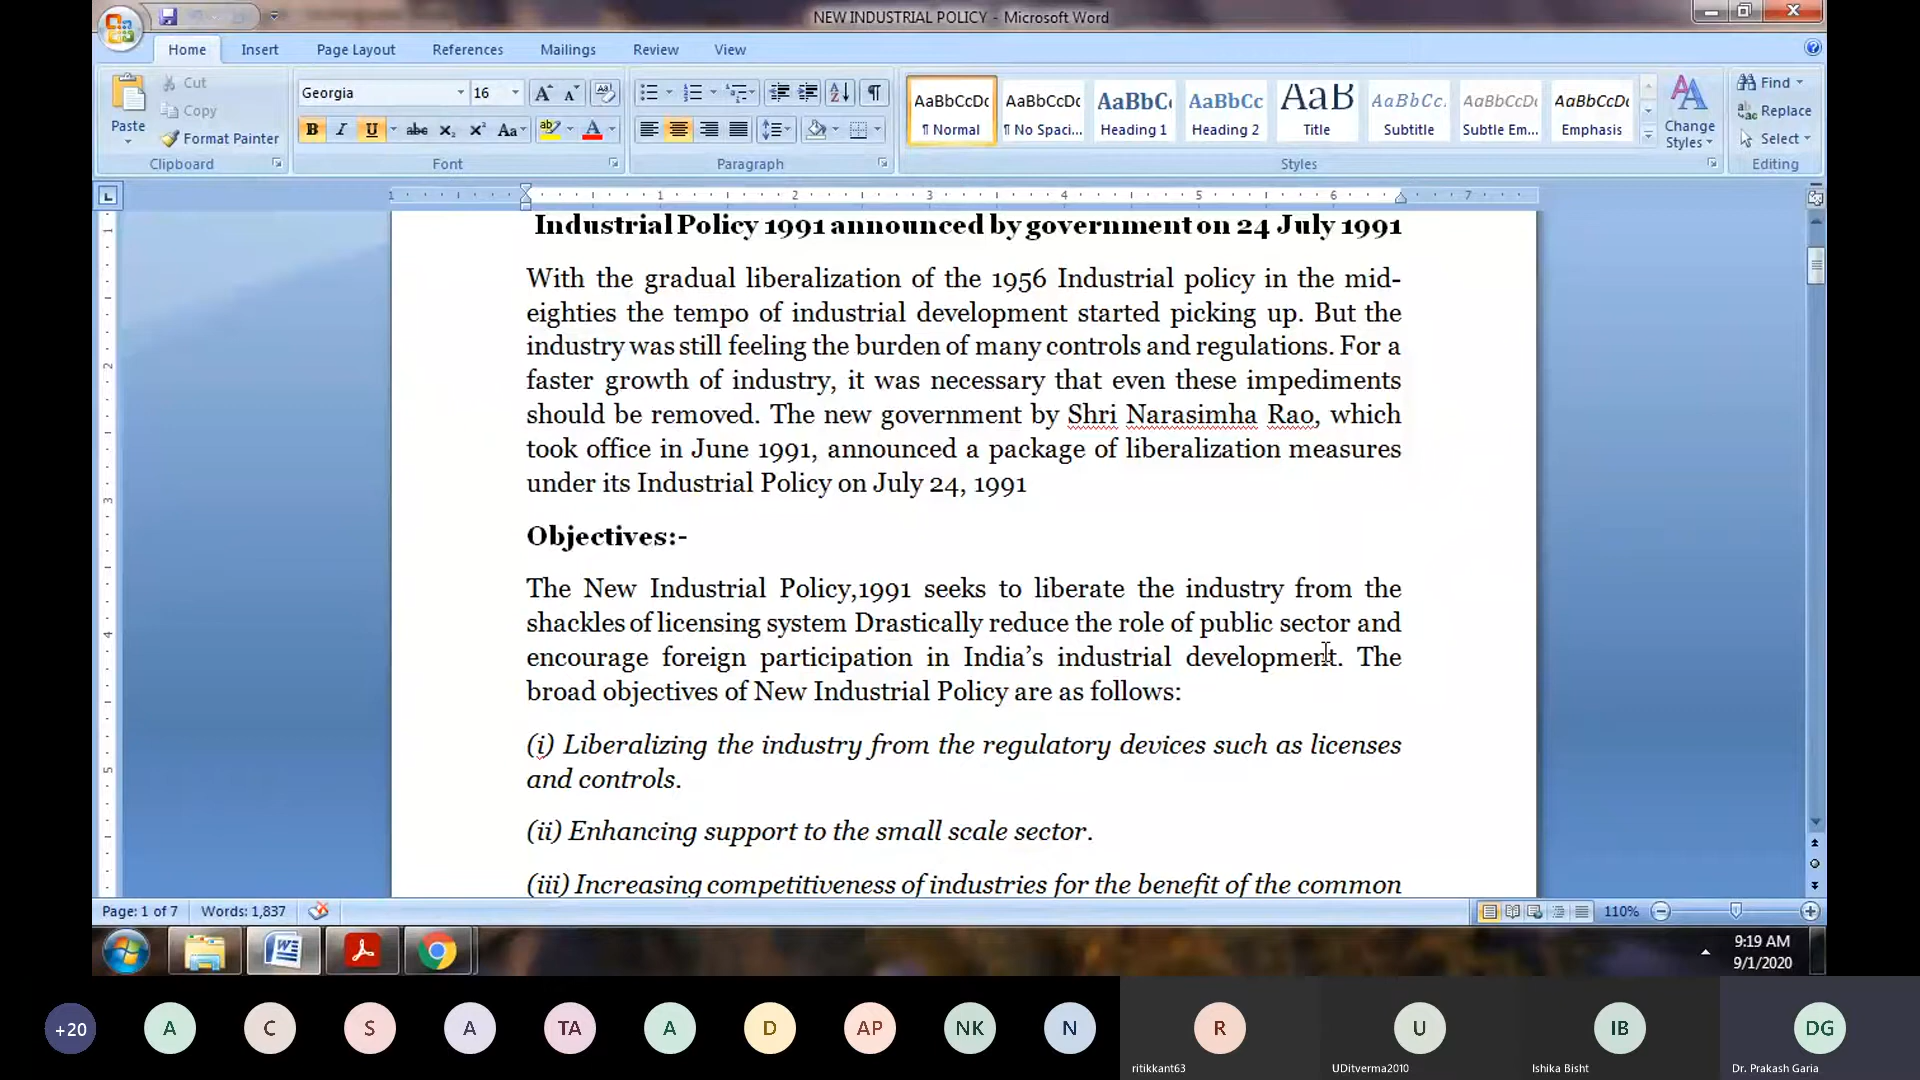 NEW INDUSTRIAL POLICY - Microsoft Word
Home Insert Page Layout References Mailings Review View
Paste
Cut
Copy
Format Painter
Clipboard
Georgia 16
Font
Paragraph
AaBbCcDc AaBbCcDc AaBbC AaBbCc AaB AaBbCc. AaBbCcDc AaBbCcDc
¶ Normal ¶ No Spaci... Heading 1 Heading 2 Title Subtitle Subtle Em... Emphasis
Change Styles
Styles
Find
Replace
Select
Editing
1 1 2 3 4 5 6 7
Industrial Policy 1991 announced by government on 24 July 1991
With the gradual liberalization of the 1956 Industrial policy in the mid-
eighties the tempo of industrial development started picking up. But the
industry was still feeling the burden of many controls and regulations. For a
faster growth of industry, it was necessary that even these impediments
should be removed. The new government by Shri Narasimha Rao, which
took office in June 1991, announced a package of liberalization measures
under its Industrial Policy on July 24, 1991
Objectives:-
The New Industrial Policy,1991 seeks to liberate the industry from the
shackles of licensing system Drastically reduce the role of public sector and
encourage foreign participation in India's industrial development. The
broad objectives of New Industrial Policy are as follows:
(i) Liberalizing the industry from the regulatory devices such as licenses
and controls.
(ii) Enhancing support to the small scale sector.
(iii) Increasing competitiveness of industries for the benefit of the common
Page: 1 of 7 Words: 1,837 110%
9:19 AM
9/1/2020
+20 A C S A TA A D AP NK N R U IB DG
ritikkant63 UDitverma2010 Ishika Bisht Dr. Prakash Garia